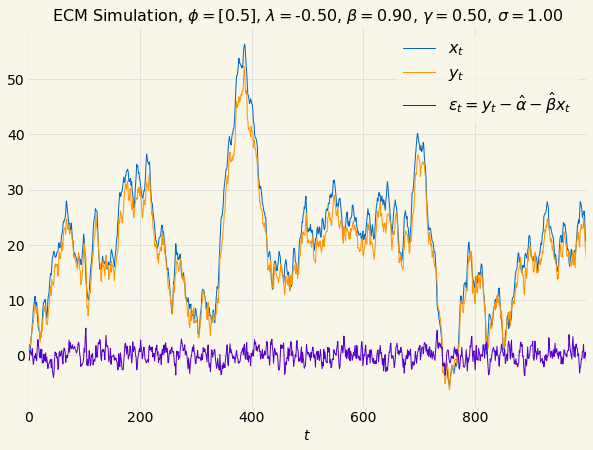 ECM Simulation, ϕ = [0.5], λ = -0.50, β = 0.90, γ = 0.50, σ = 1.00
x_t
y_t
ε_t = y_t − α̂ − β̂x_t
50
40
30
20
10
0
0 200 400 600 800
t